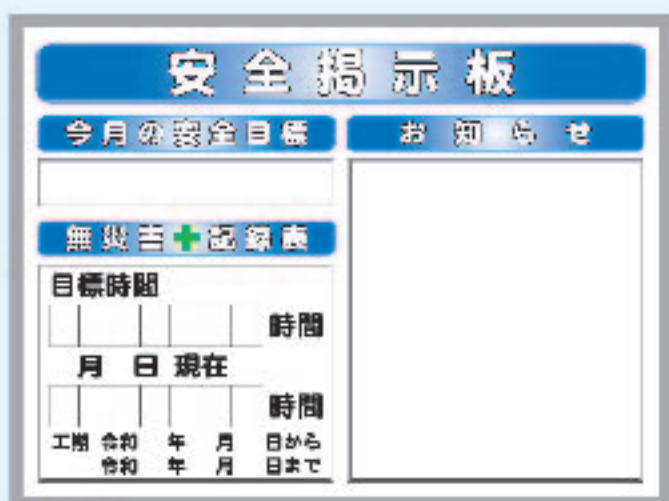 安全掲示板
今月の安全目標
無災害記録表
目標時間
時間
月 日 現在
時間
工期 令和 年 月 日から
令和 年 月 日まで
お知らせ